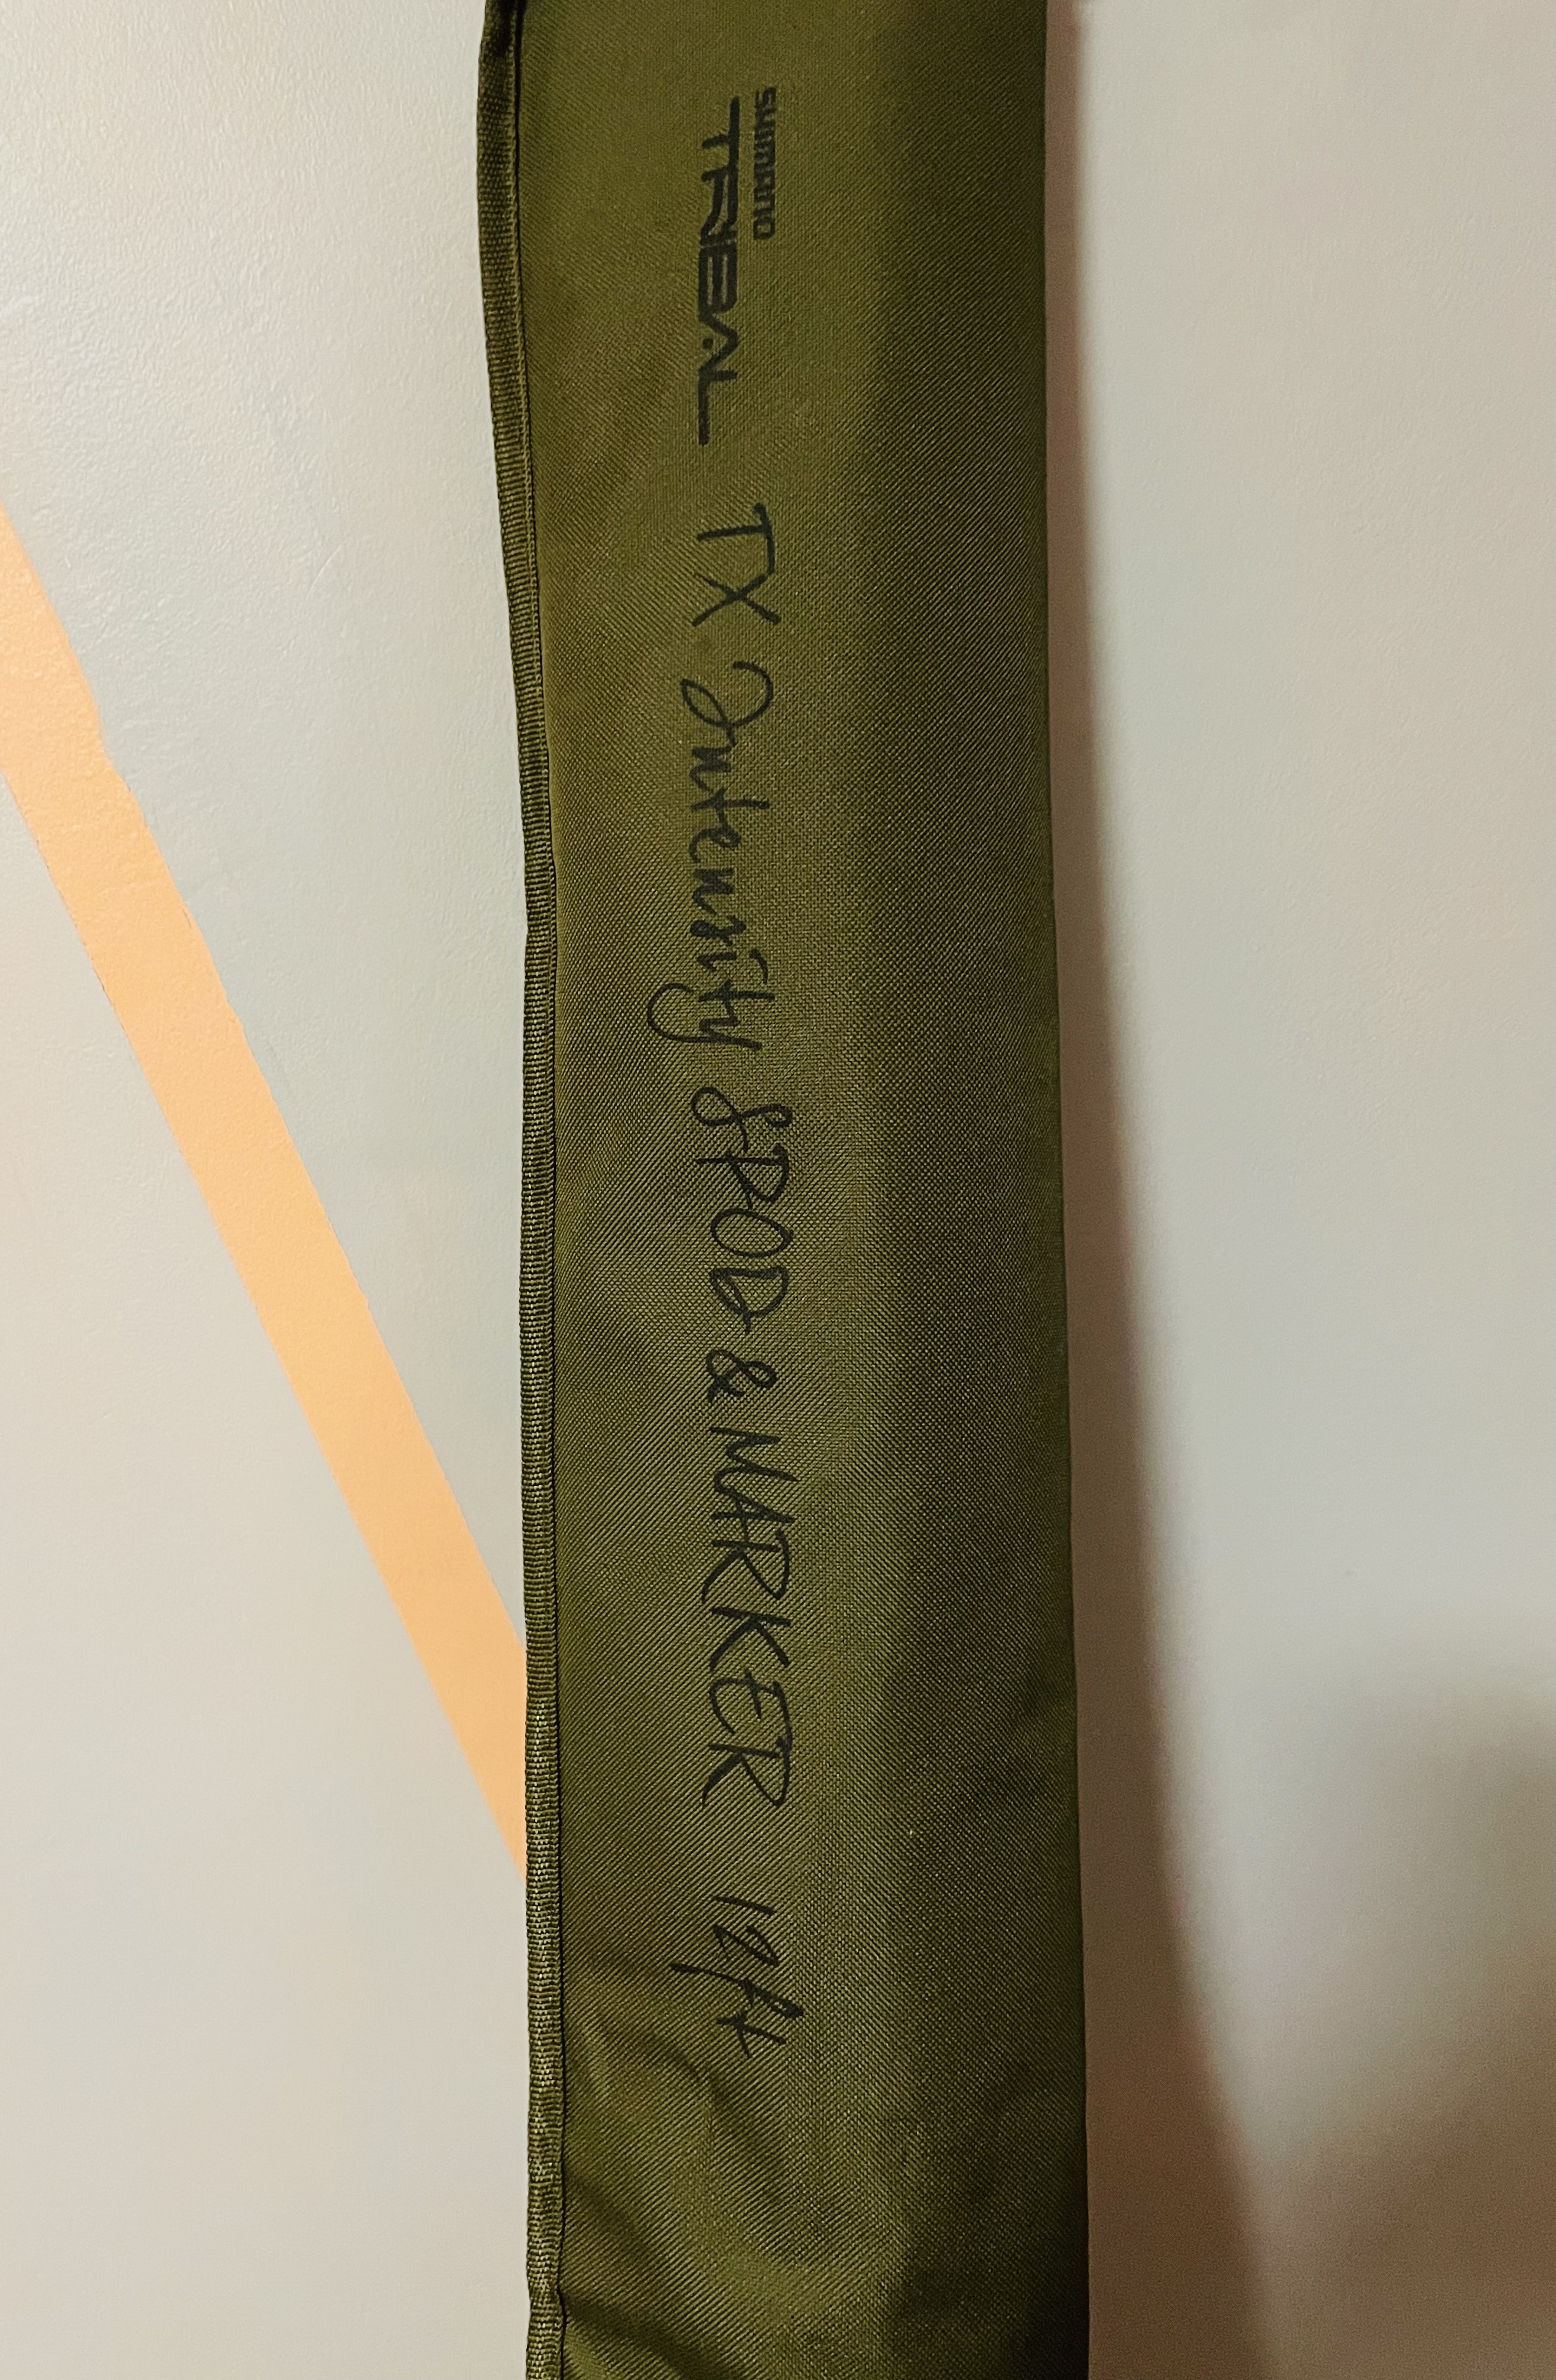 SHIMANO
TRIBAL TX Intensity SPOD & MARKER 12ft